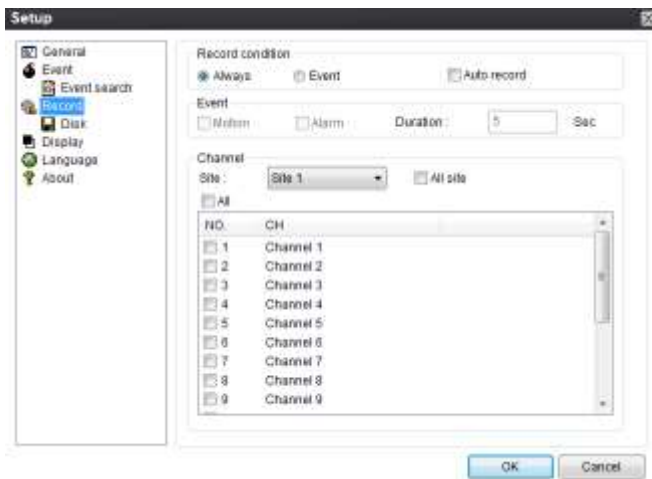 Setup
General
Event
Event search
Record
Disk
Display
Language
About
Record condition
Always Event Auto record
Event
Motion Alarm Duration : 5 Sec
Channel
Site : Site 1 All site
All
NO. CH
1 Channel 1
2 Channel 2
3 Channel 3
4 Channel 4
5 Channel 5
6 Channel 6
7 Channel 7
8 Channel 8
9 Channel 9
OK Cancel